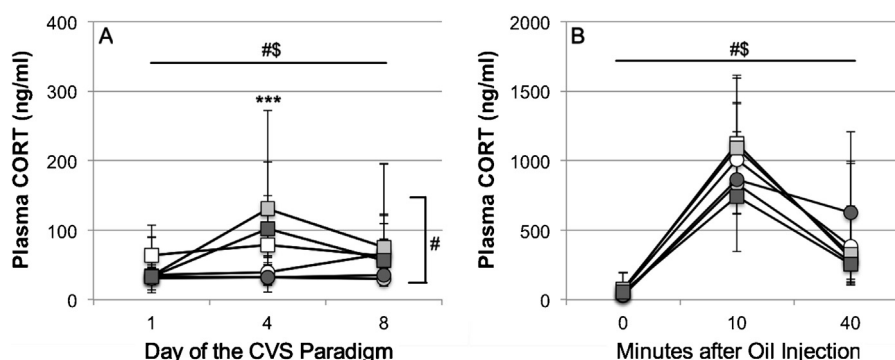 A
#$
Plasma CORT (ng/ml)
400
300
200
100
0
***
#
1 4 8
Day of the CVS Paradigm
B
#$
Plasma CORT (ng/ml)
2000
1500
1000
500
0
0 10 40
Minutes after Oil Injection